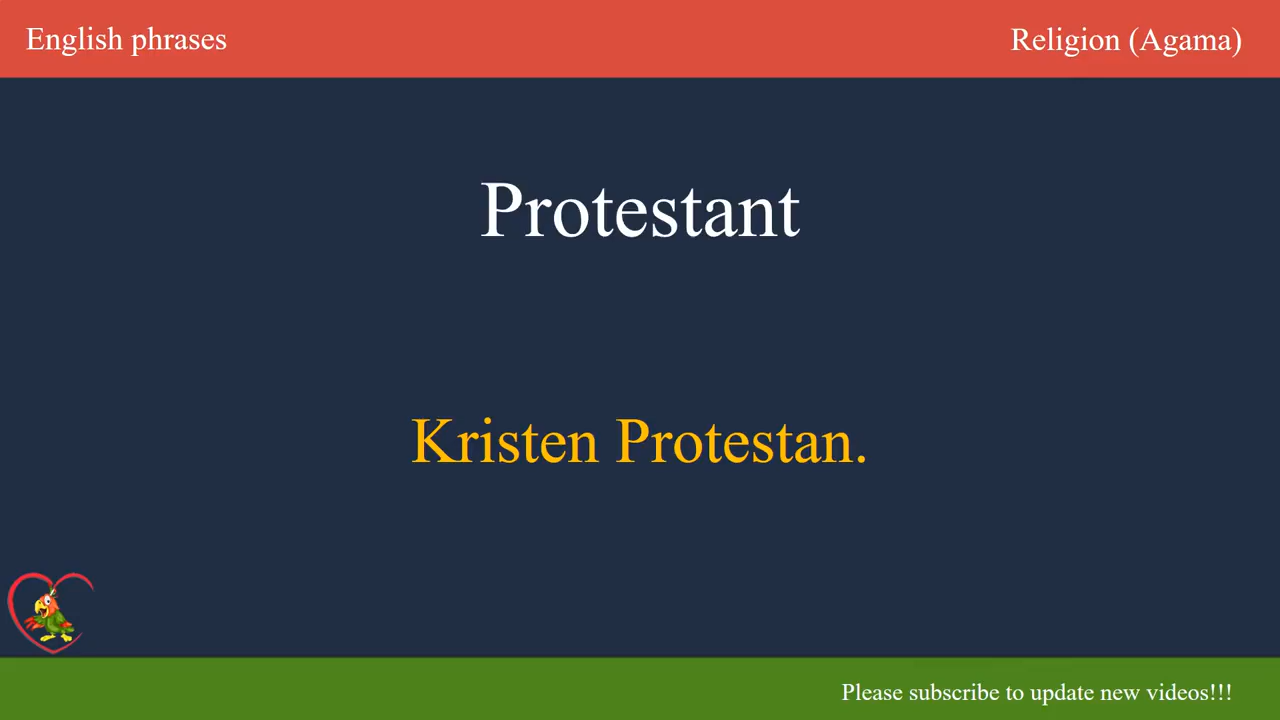 English phrases
Religion (Agama)
Protestant
Kristen Protestan.
Please subscribe to update new videos!!!